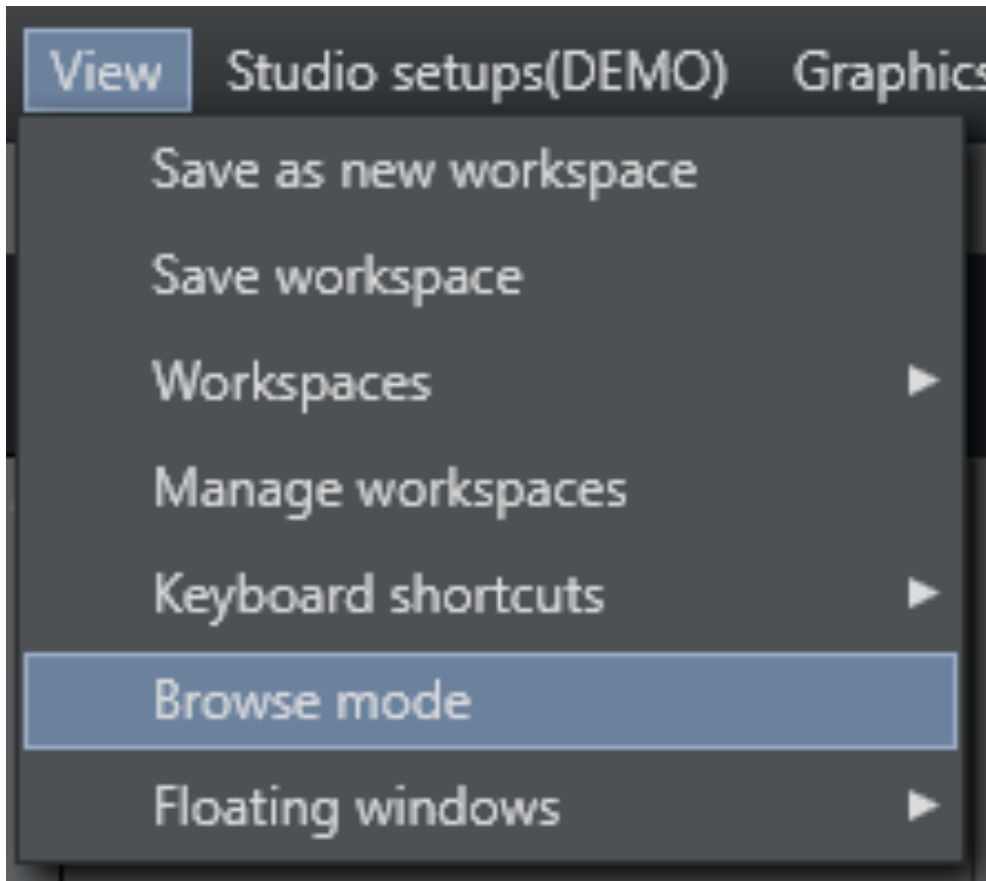 View Studio setups(DEMO) Graphics
Save as new workspace
Save workspace
Workspaces
Manage workspaces
Keyboard shortcuts
Browse mode
Floating windows